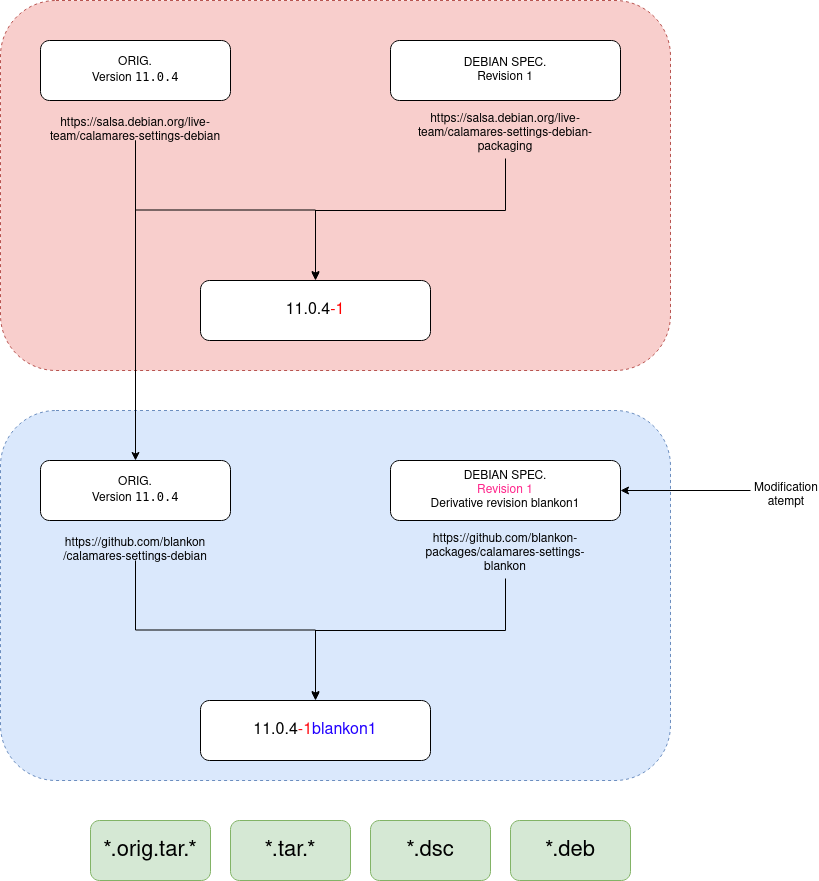 ORIG.
Version 11.0.4
DEBIAN SPEC.
Revision 1
https://salsa.debian.org/live-
team/calamares-settings-debian
https://salsa.debian.org/live-
team/calamares-settings-debian-
packaging
11.0.4-1
ORIG.
Version 11.0.4
DEBIAN SPEC.
Revision 1
Derivative revision blankon1
Modification
atempt
https://github.com/blankon
/calamares-settings-debian
https://github.com/blankon-
packages/calamares-settings-
blankon
11.0.4-1blankon1
*.orig.tar.*
*.tar.*
*.dsc
*.deb